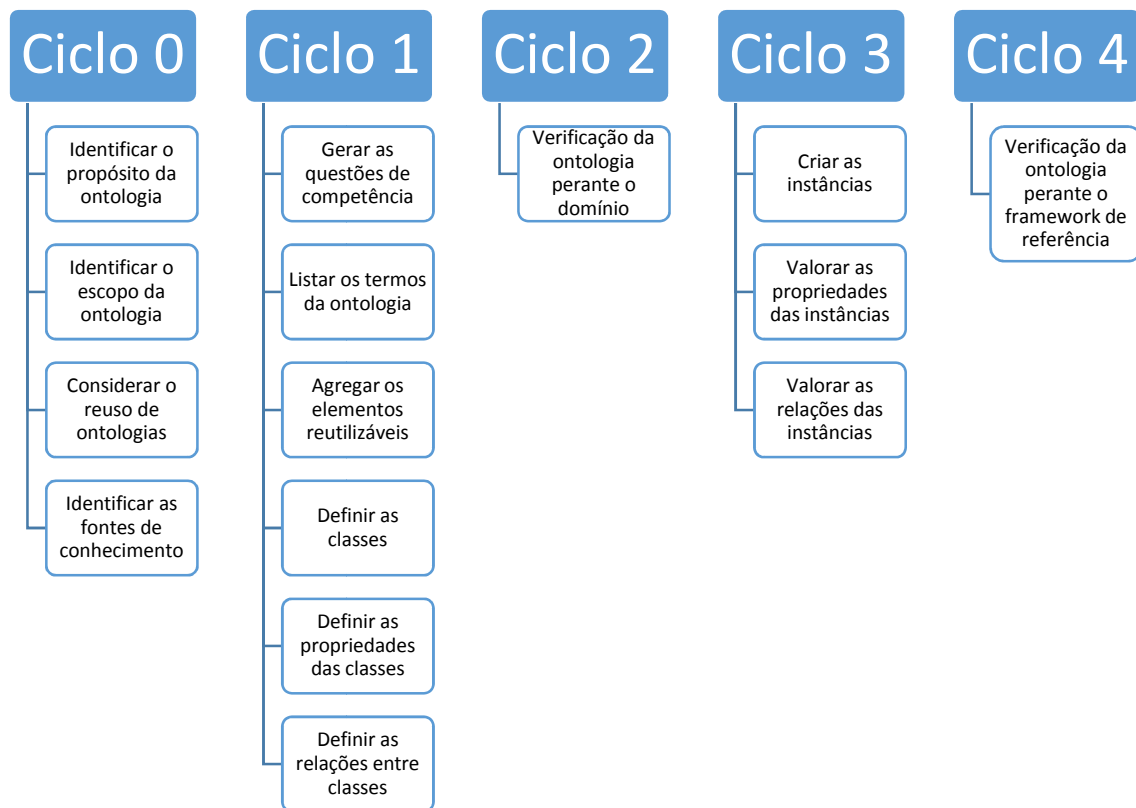 Ciclo 0
Identificar o
propósito da
ontologia
Identificar o
escopo da
ontologia
Considerar o
reuso de
ontologias
Identificar as
fontes de
conhecimento
Ciclo 1
Gerar as
questões de
competência
Listar os termos
da ontologia
Agregar os
elementos
reutilizáveis
Definir as
classes
Definir as
propriedades
das classes
Definir as
relações entre
classes
Ciclo 2
Verificação da
ontologia
perante o
domínio
Ciclo 3
Criar as
instâncias
Valorar as
propriedades
das instâncias
Valorar as
relações das
instâncias
Ciclo 4
Verificação da
ontologia
perante o
framework de
referência